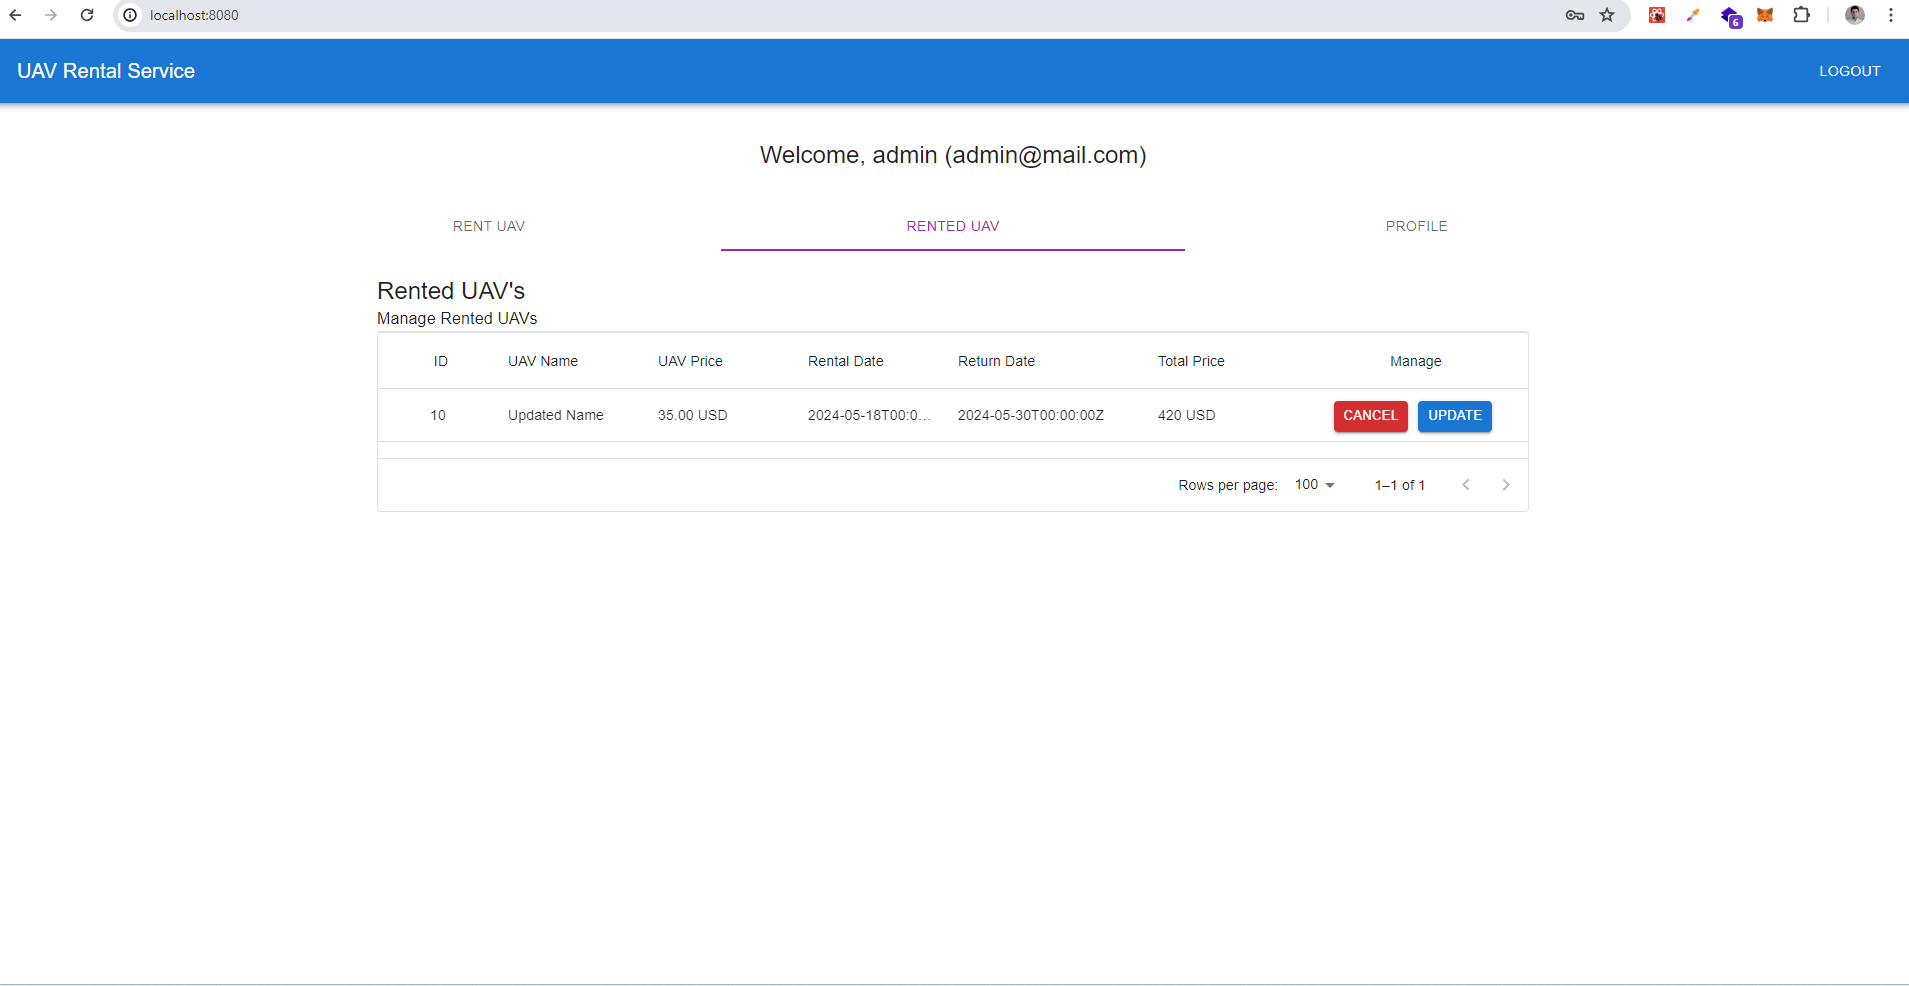 localhost:8080
6
UAV Rental Service
LOGOUT
Welcome, admin (admin@mail.com)
RENT UAV
RENTED UAV
PROFILE
Rented UAV's
Manage Rented UAVs
ID UAV Name UAV Price Rental Date Return Date Total Price Manage
10 Updated Name 35.00 USD 2024-05-18T00:0... 2024-05-30T00:00:00Z 420 USD CANCEL UPDATE
Rows per page: 100 1–1 of 1